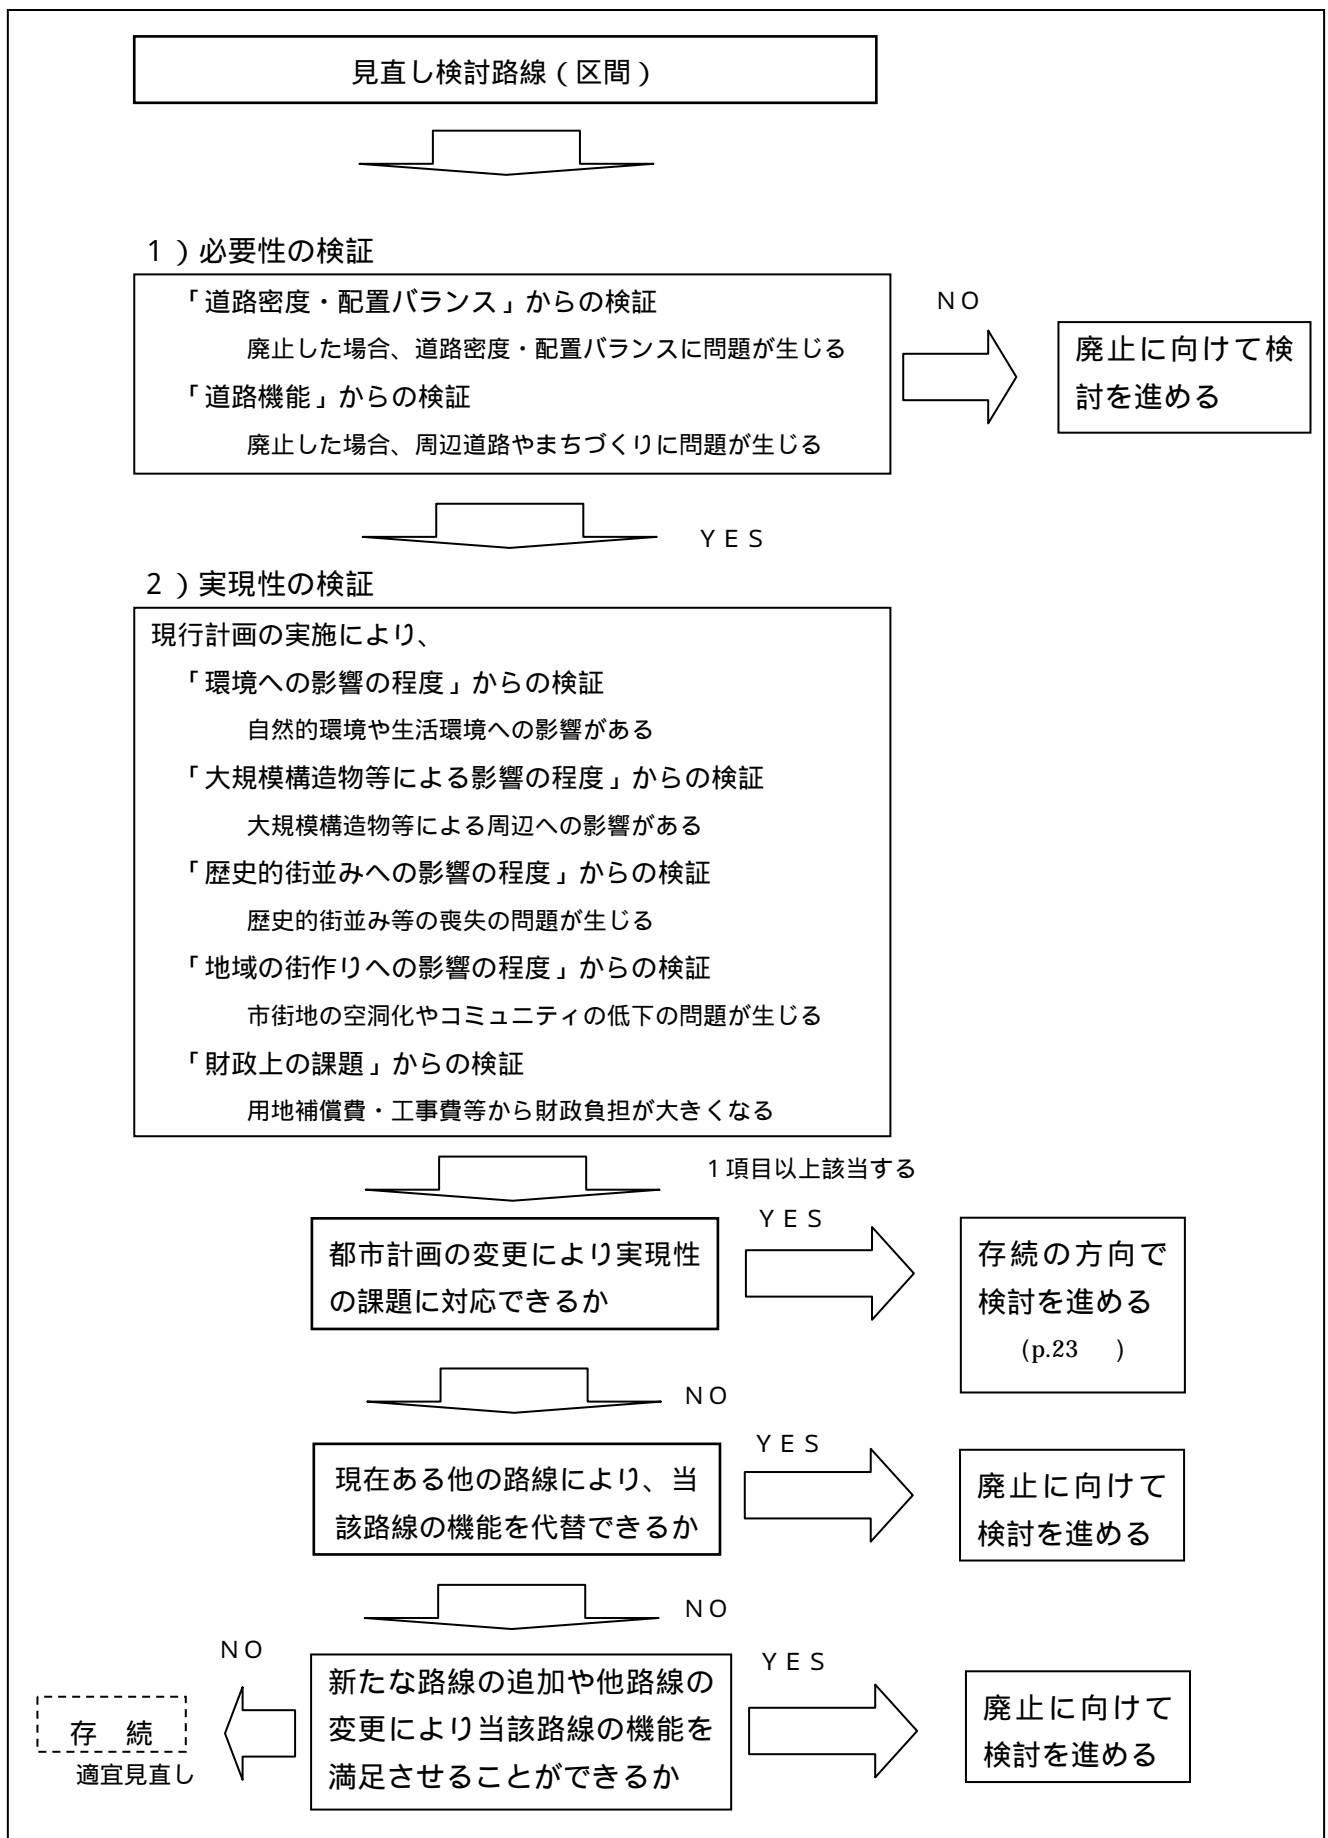 見直し検討路線(区間)
1)必要性の検証
「道路密度・配置バランス」からの検証
廃止した場合、道路密度・配置バランスに問題が生じる
「道路機能」からの検証
廃止した場合、周辺道路やまちづくりに問題が生じる
NO
廃止に向けて検
討を進める
YES
2)実現性の検証
現行計画の実施により、
「環境への影響の程度」からの検証
自然的環境や生活環境への影響がある
「大規模構造物等による影響の程度」からの検証
大規模構造物等による周辺への影響がある
「歴史的街並みへの影響の程度」からの検証
歴史的街並み等の喪失の問題が生じる
「地域の街作りへの影響の程度」からの検証
市街地の空洞化やコミュニティの低下の問題が生じる
「財政上の課題」からの検証
用地補償費・工事費等から財政負担が大きくなる
1項目以上該当する
都市計画の変更により実現性
の課題に対応できるか
YES
存続の方向で
検討を進める
(p.23 )
NO
現在ある他の路線により、当
該路線の機能を代替できるか
YES
廃止に向けて
検討を進める
NO
新たな路線の追加や他路線の
変更により当該路線の機能を
満足させることができるか
YES
廃止に向けて
検討を進める
NO
存 続
適宜見直し